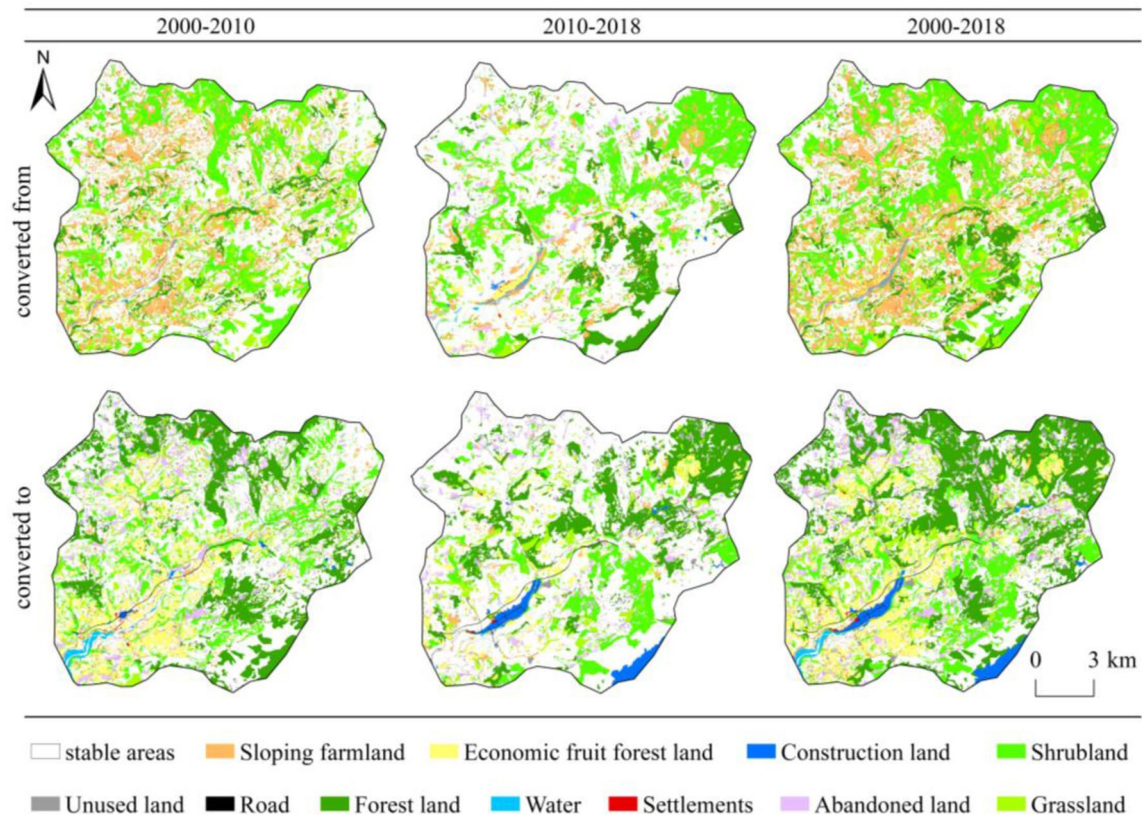 2000-2010 2010-2018 2000-2018
N
converted from
converted to
0 3 km
stable areas Sloping farmland Economic fruit forest land Construction land Shrubland
Unused land Road Forest land Water Settlements Abandoned land Grassland